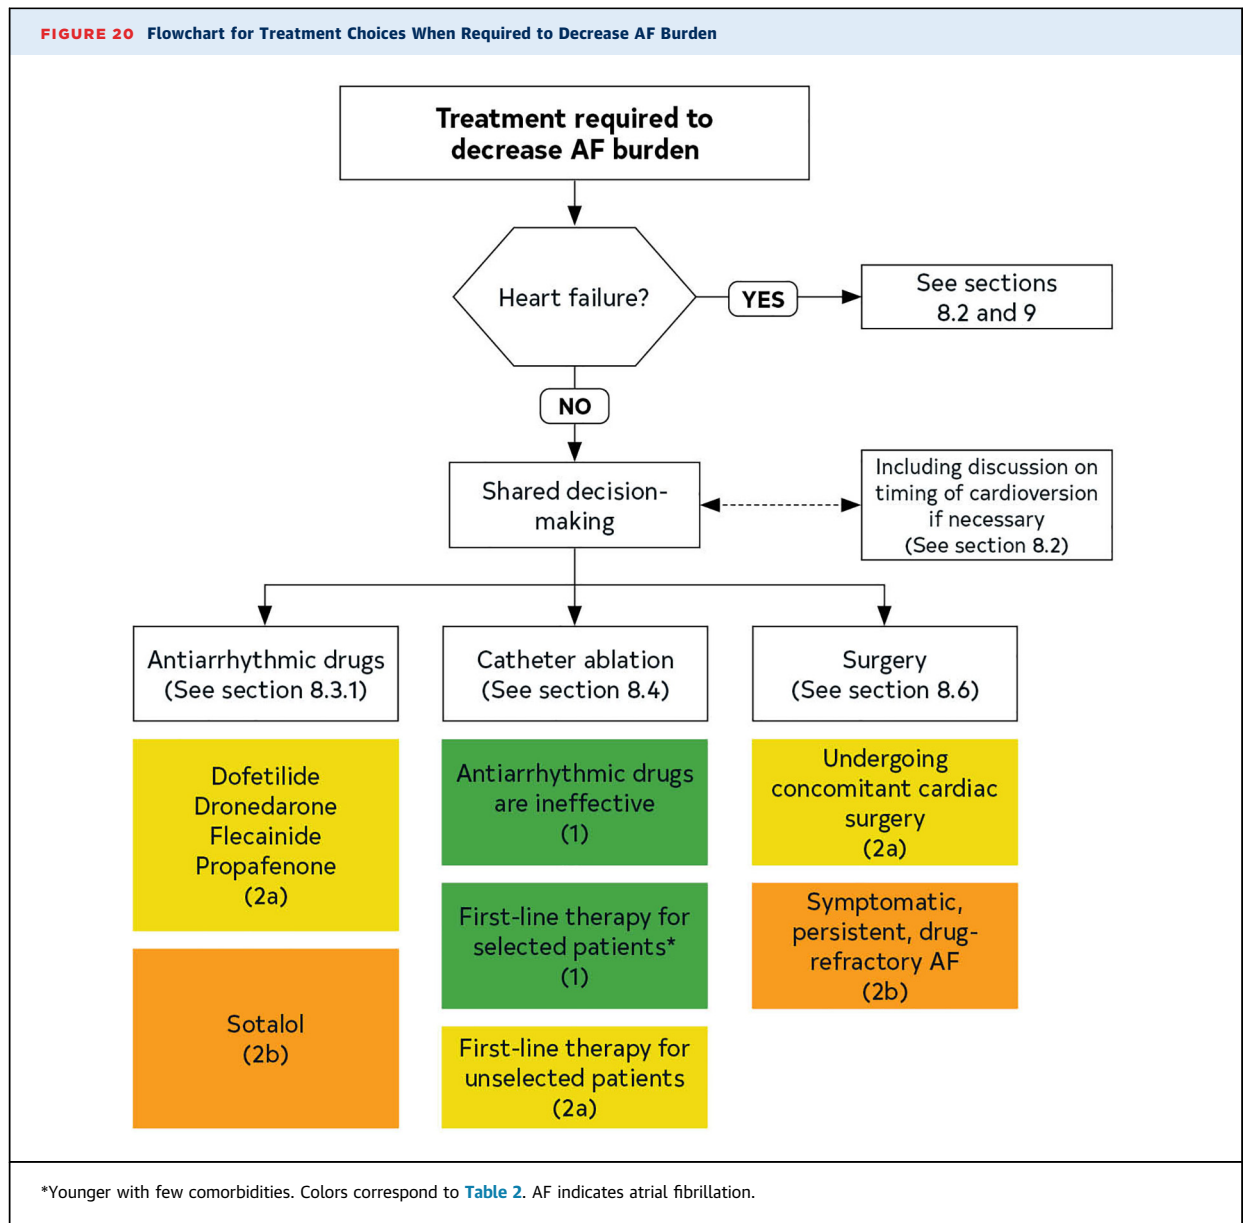 FIGURE 20 Flowchart for Treatment Choices When Required to Decrease AF Burden
Treatment required to
decrease AF burden
Heart failure?
YES
See sections
8.2 and 9
NO
Shared decision-
making
Including discussion on
timing of cardioversion
if necessary
(See section 8.2)
Antiarrhythmic drugs
(See section 8.3.1)
Dofetilide
Dronedarone
Flecainide
Propafenone
(2a)
Sotalol
(2b)
Catheter ablation
(See section 8.4)
Antiarrhythmic drugs
are ineffective
(1)
First-line therapy for
selected patients*
(1)
First-line therapy for
unselected patients
(2a)
Surgery
(See section 8.6)
Undergoing
concomitant cardiac
surgery
(2a)
Symptomatic,
persistent, drug-
refractory AF
(2b)
*Younger with few comorbidities. Colors correspond to Table 2. AF indicates atrial fibrillation.